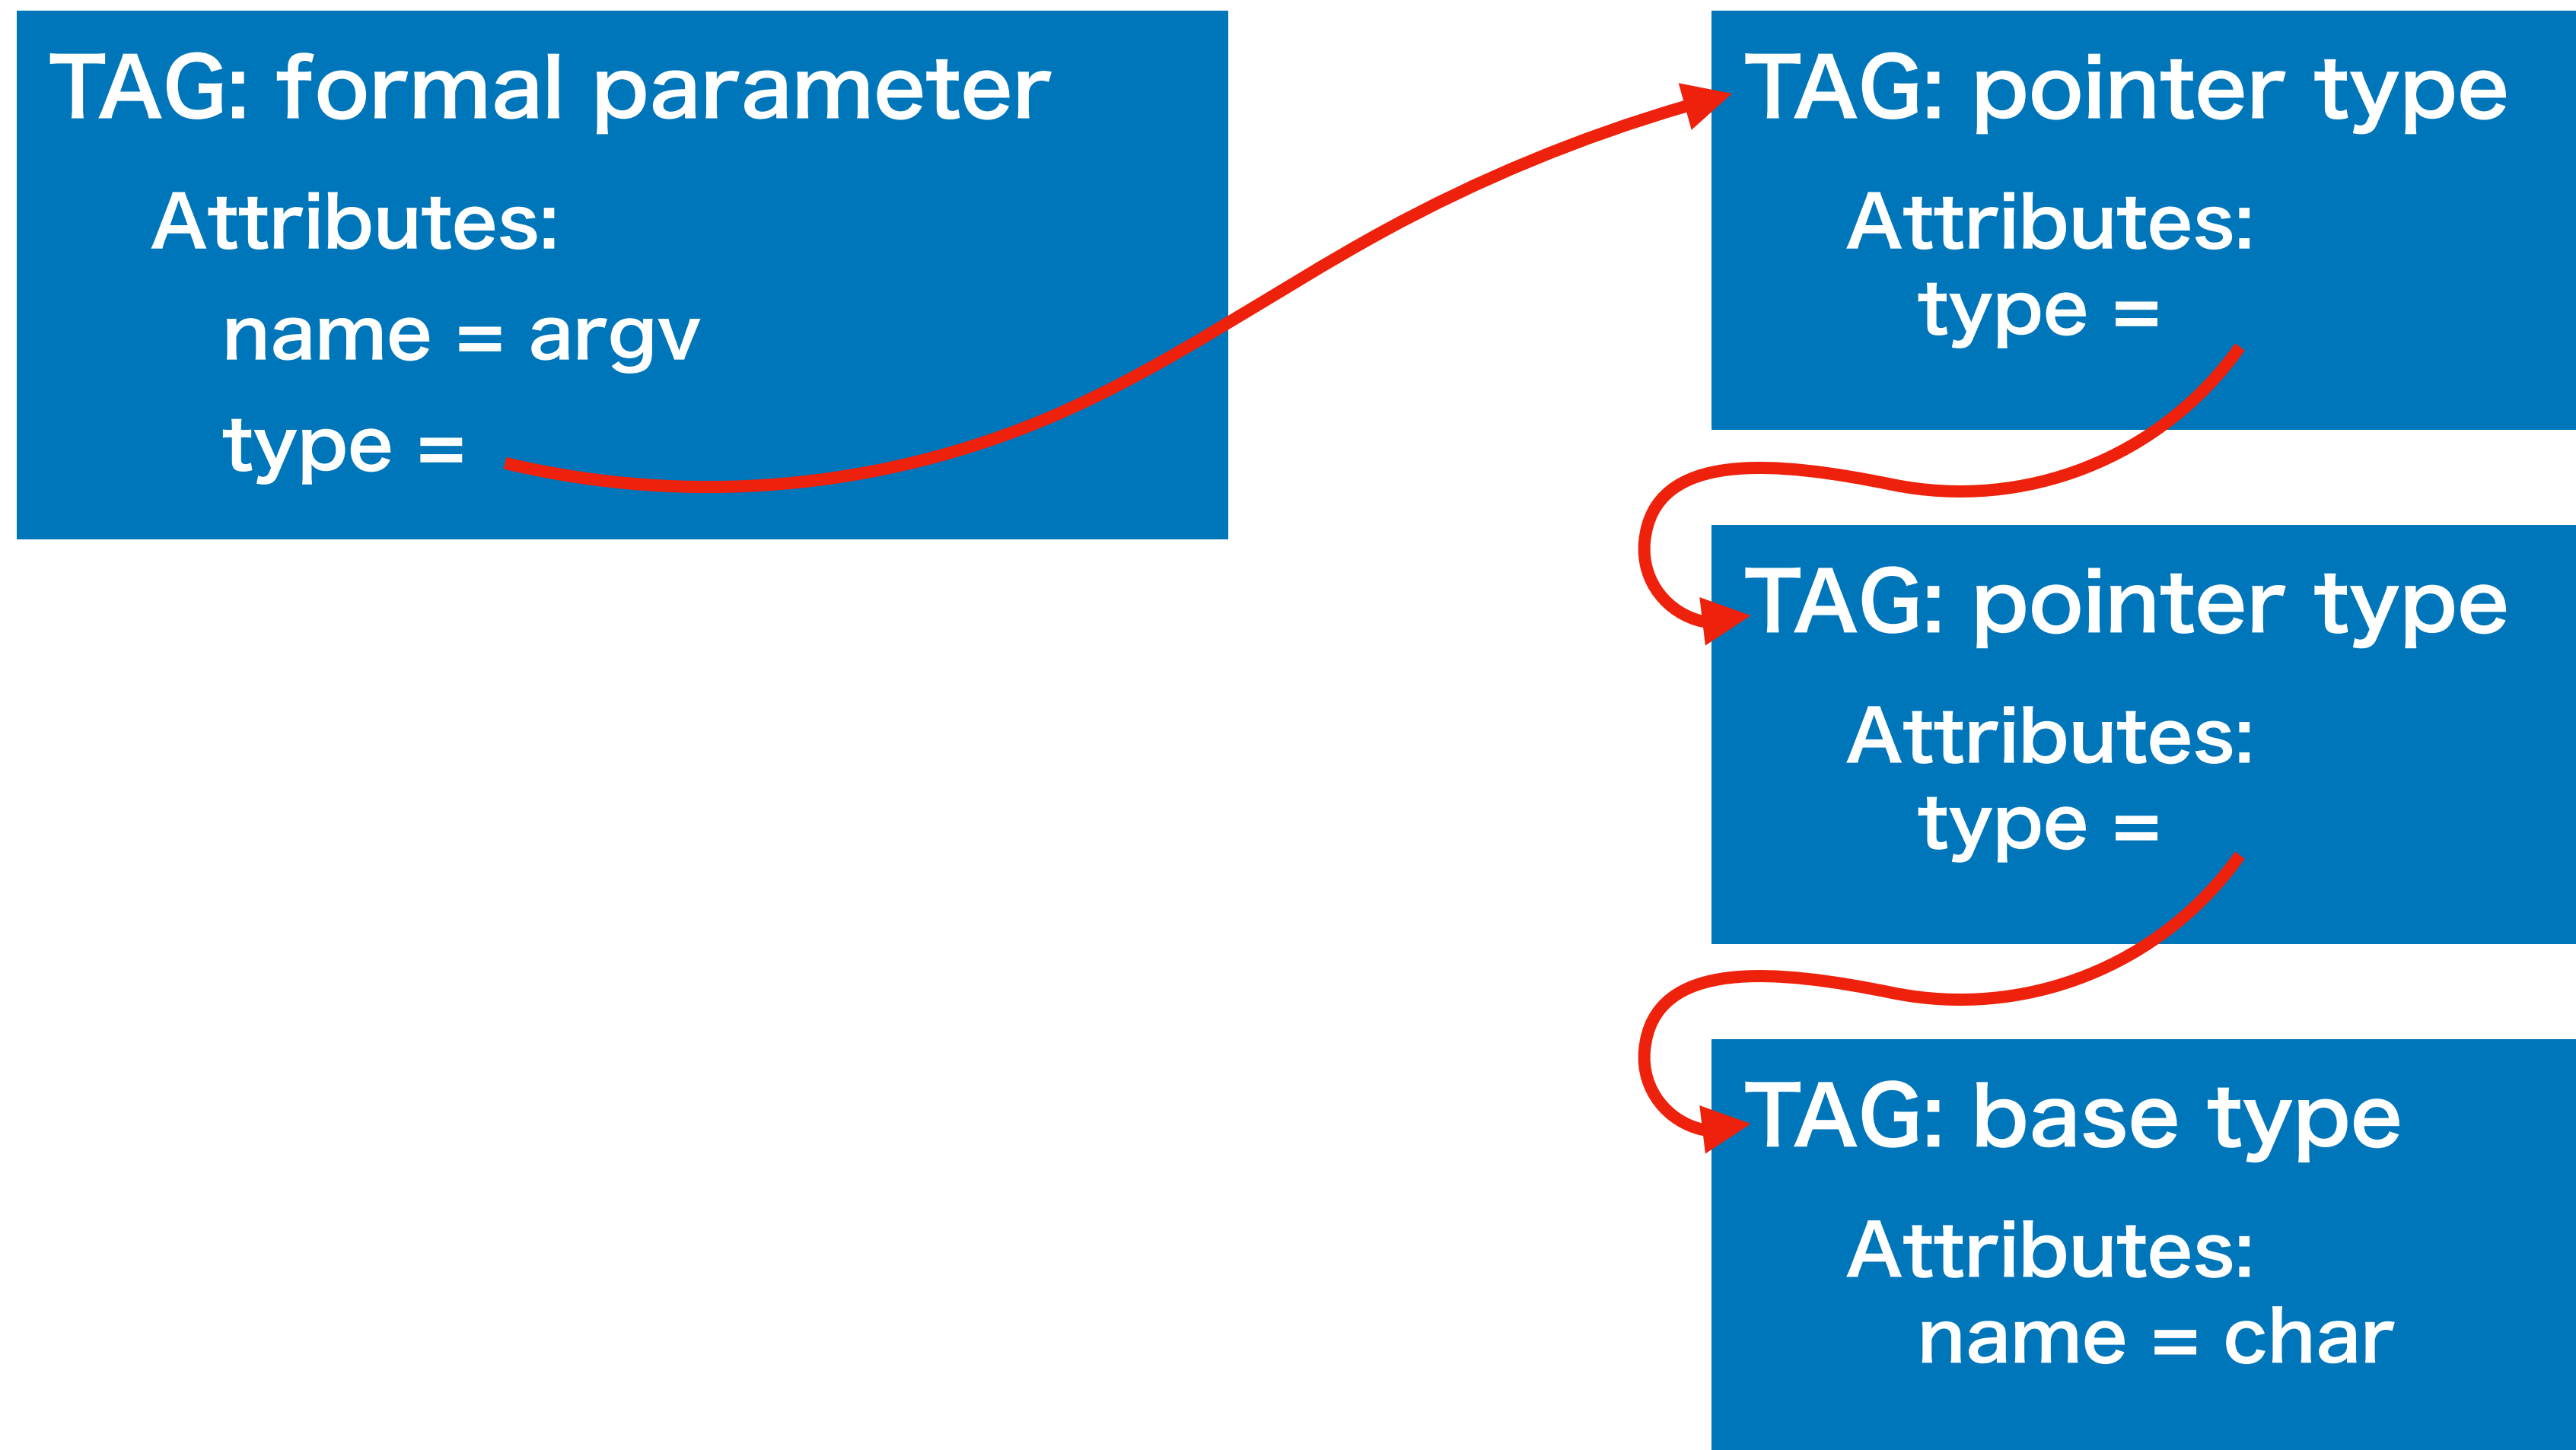 TAG: formal parameter
Attributes:
name = argv
type =
TAG: pointer type
Attributes:
type =
TAG: pointer type
Attributes:
type =
TAG: base type
Attributes:
name = char